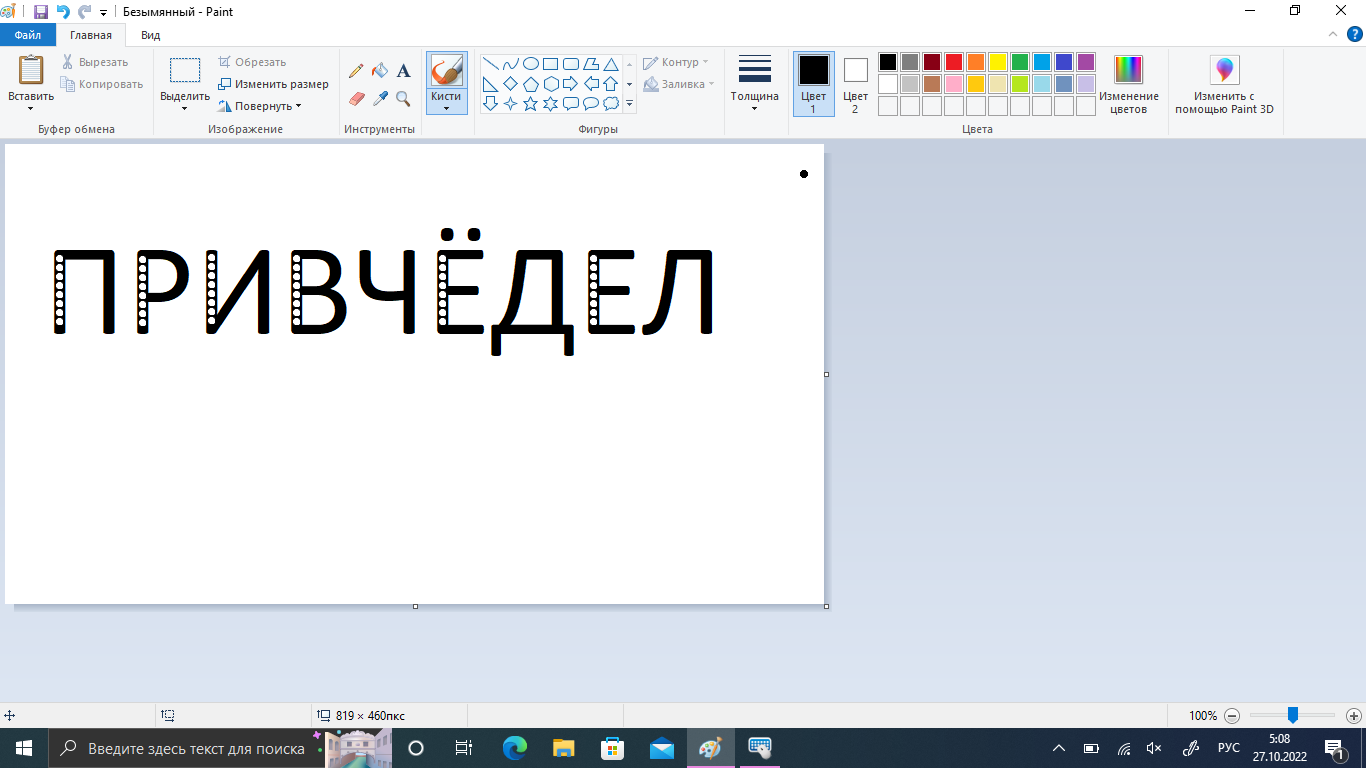 Безымянный - Paint
Файл Главная Вид
Вставить
Вырезать
Копировать
Буфер обмена
Выделить
Обрезать
Изменить размер
Повернуть
Изображение
A
Инструменты
Кисти
Контур
Заливка
Фигуры
Толщина
Цвет 1
Цвет 2
Изменение цветов
Цвета
Изменить с помощью Paint 3D
ПРИВЧЁДЕЛ
819 × 460пкс
100%
Введите здесь текст для поиска
РУС
5:08
27.10.2022
1